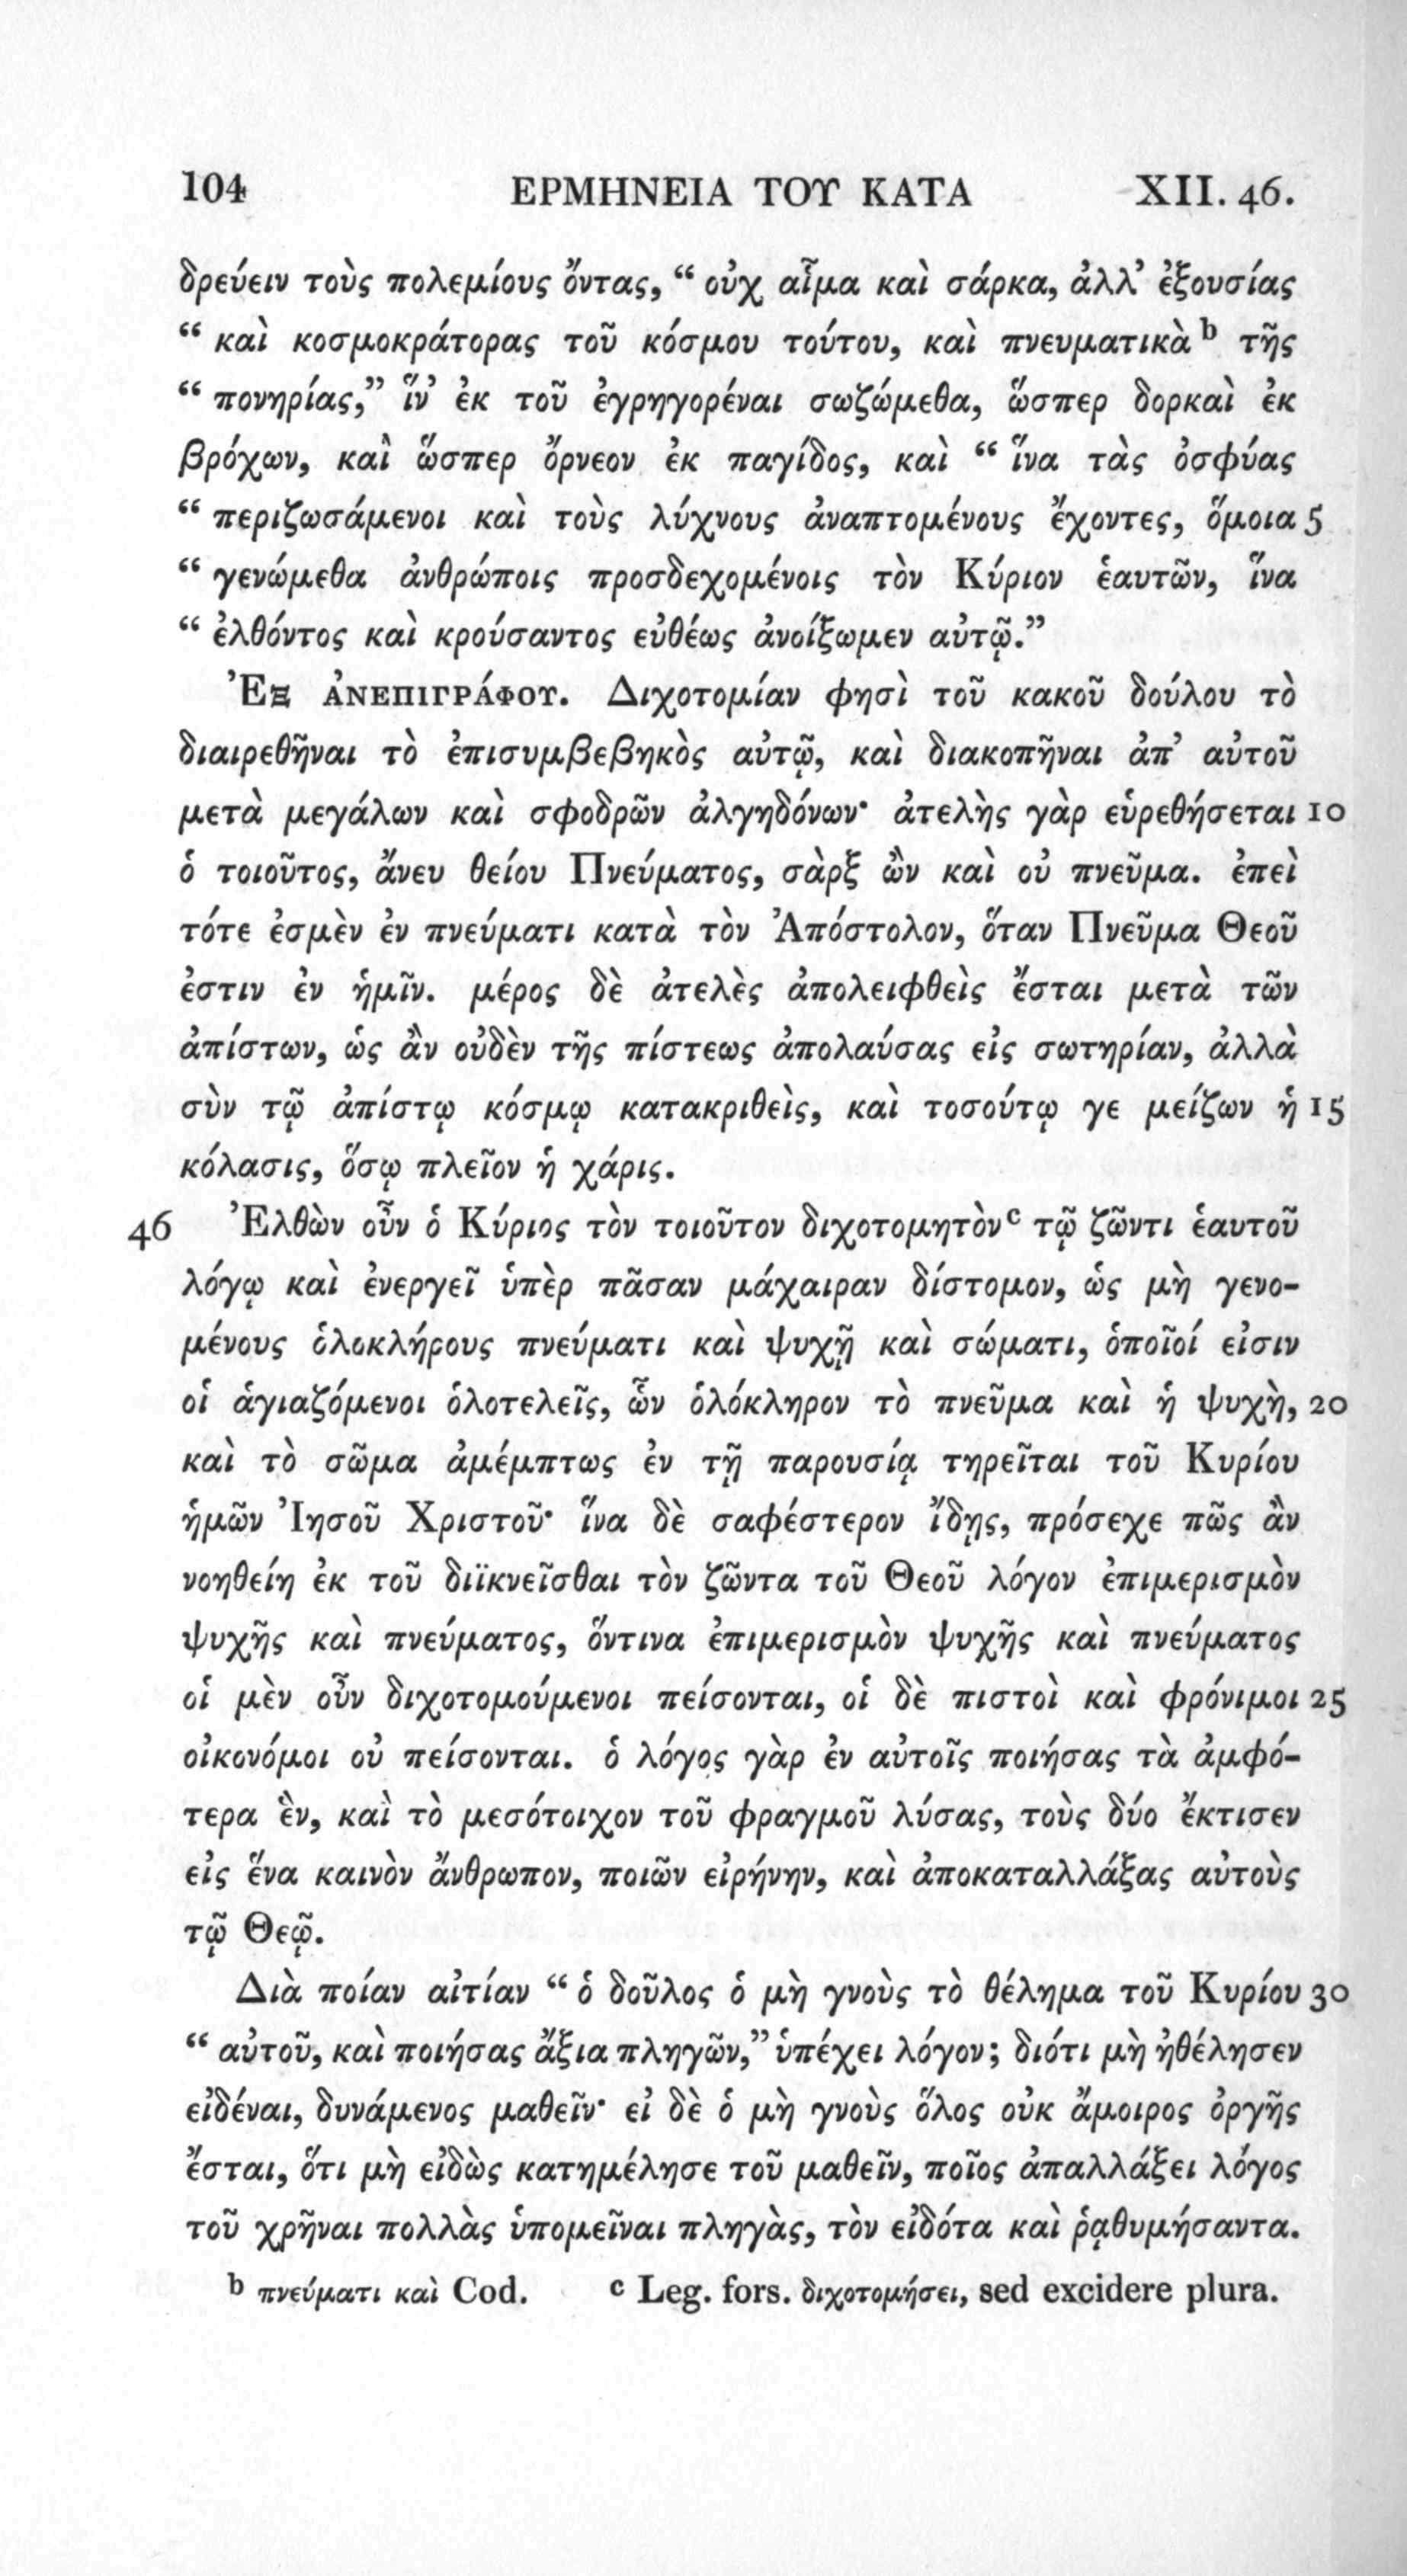 104 ΕΡΜΗΝΕΙΑ ΤΟΥ ΚΑΤΑ XII. 46.
δρεύειν τοὺς πολεμίους ὄντας, “ οὐχ αἷμα καὶ σάρκα, ἀλλ’ ἐξουσίας
“ καὶ κοσμοκράτορας τοῦ κόσμου τούτου, καὶ πνευματικὰ b τῆς
“ πονηρίας,” ἵν’ ἐκ τοῦ ἐγρηγορέναι σωζώμεθα, ὥσπερ δορκαὶ ἐκ
βρόχων, καὶ ὥσπερ ὄρνεον ἐκ παγίδος, καὶ “ ἵνα τὰς ὀσφύας
“ περιζωσάμενοι καὶ τοὺς λύχνους ἀναπτομένους ἔχοντες, ὅμοια 5
“ γενώμεθα ἀνθρώποις προσδεχομένοις τὸν Κύριον ἑαυτῶν, ἵνα
“ ἐλθόντος καὶ κρούσαντος εὐθέως ἀνοίξωμεν αὐτῷ.”
Ἐξ ἀνεπιγράφου. Διχοτομίαν φησὶ τοῦ κακοῦ δούλου τὸ
διαιρεθῆναι τὸ ἐπισυμβεβηκὸς αὐτῷ, καὶ διακοπῆναι ἀπ’ αὐτοῦ
μετὰ μεγάλων καὶ σφοδρῶν ἀλγηδόνων· ἀτελὴς γὰρ εὑρεθήσεται 10
ὁ τοιοῦτος, ἄνευ θείου Πνεύματος, σὰρξ ὢν καὶ οὐ πνεῦμα. ἐπεὶ
τότε ἐσμὲν ἐν πνεύματι κατὰ τὸν Ἀπόστολον, ὅταν Πνεῦμα Θεοῦ
ἐστιν ἐν ἡμῖν. μέρος δὲ ἀτελὲς ἀπολειφθεὶς ἔσται μετὰ τῶν
ἀπίστων, ὡς ἂν οὐδὲν τῆς πίστεως ἀπολαύσας εἰς σωτηρίαν, ἀλλὰ
σὺν τῷ ἀπίστῳ κόσμῳ κατακριθεὶς, καὶ τοσούτῳ γε μείζων ἡ 15
κόλασις, ὅσῳ πλεῖον ἡ χάρις.
46 Ἐλθὼν οὖν ὁ Κύριος τὸν τοιοῦτον διχοτομητὸν c τῷ ζῶντι ἑαυτοῦ
λόγῳ καὶ ἐνεργεῖ ὑπὲρ πᾶσαν μάχαιραν δίστομον, ὡς μὴ γενο-
μένους ὁλοκλήρους πνεύματι καὶ ψυχῇ καὶ σώματι, ὁποῖοί εἰσιν
οἱ ἁγιαζόμενοι ὁλοτελεῖς, ὧν ὁλόκληρον τὸ πνεῦμα καὶ ἡ ψυχὴ, 20
καὶ τὸ σῶμα ἀμέμπτως ἐν τῇ παρουσίᾳ τηρεῖται τοῦ Κυρίου
ἡμῶν Ἰησοῦ Χριστοῦ· ἵνα δὲ σαφέστερον ἴδῃς, πρόσεχε πῶς ἂν
νοηθείη ἐκ τοῦ διϊκνεῖσθαι τὸν ζῶντα τοῦ Θεοῦ λόγον ἐπιμερισμὸν
ψυχῆς καὶ πνεύματος, ὅντινα ἐπιμερισμὸν ψυχῆς καὶ πνεύματος
οἱ μὲν οὖν διχοτομούμενοι πείσονται, οἱ δὲ πιστοὶ καὶ φρόνιμοι 25
οἰκονόμοι οὐ πείσονται. ὁ λόγος γὰρ ἐν αὐτοῖς ποιήσας τὰ ἀμφό-
τερα ἓν, καὶ τὸ μεσότοιχον τοῦ φραγμοῦ λύσας, τοὺς δύο ἔκτισεν
εἰς ἕνα καινὸν ἄνθρωπον, ποιῶν εἰρήνην, καὶ ἀποκαταλλάξας αὐτοὺς
τῷ Θεῷ.
Διὰ ποίαν αἰτίαν “ ὁ δοῦλος ὁ μὴ γνοὺς τὸ θέλημα τοῦ Κυρίου 30
“ αὐτοῦ, καὶ ποιήσας ἄξια πληγῶν,” ὑπέχει λόγον; διότι μὴ ἠθέλησεν
εἰδέναι, δυνάμενος μαθεῖν· εἰ δὲ ὁ μὴ γνοὺς ὅλος οὐκ ἄμοιρος ὀργῆς
ἔσται, ὅτι μὴ εἰδὼς κατημέλησε τοῦ μαθεῖν, ποῖος ἀπαλλάξει λόγος
τοῦ χρῆναι πολλὰς ὑπομεῖναι πληγὰς, τὸν εἰδότα καὶ ῥᾳθυμήσαντα.
b πνεύματι καὶ Cod. c Leg. fors. διχοτομήσει, sed excidere plura.